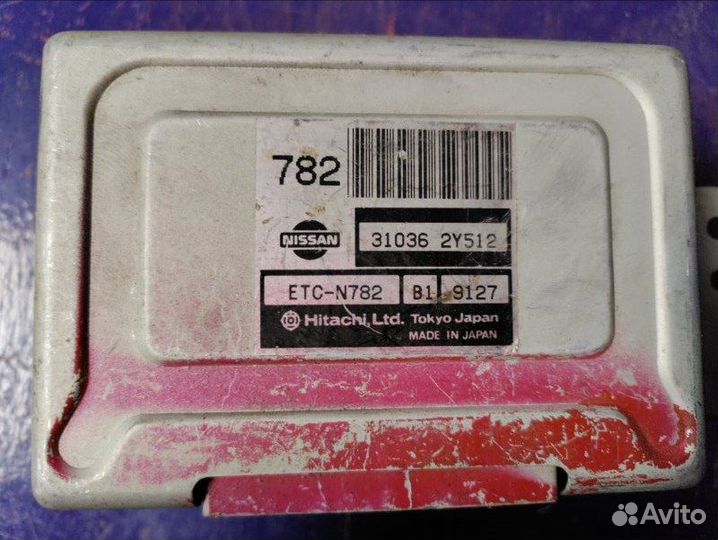 782
NISSAN
31036 2Y512
ETC-N782 B1 9127
Hitachi, Ltd. Tokyo Japan
MADE IN JAPAN
Avito